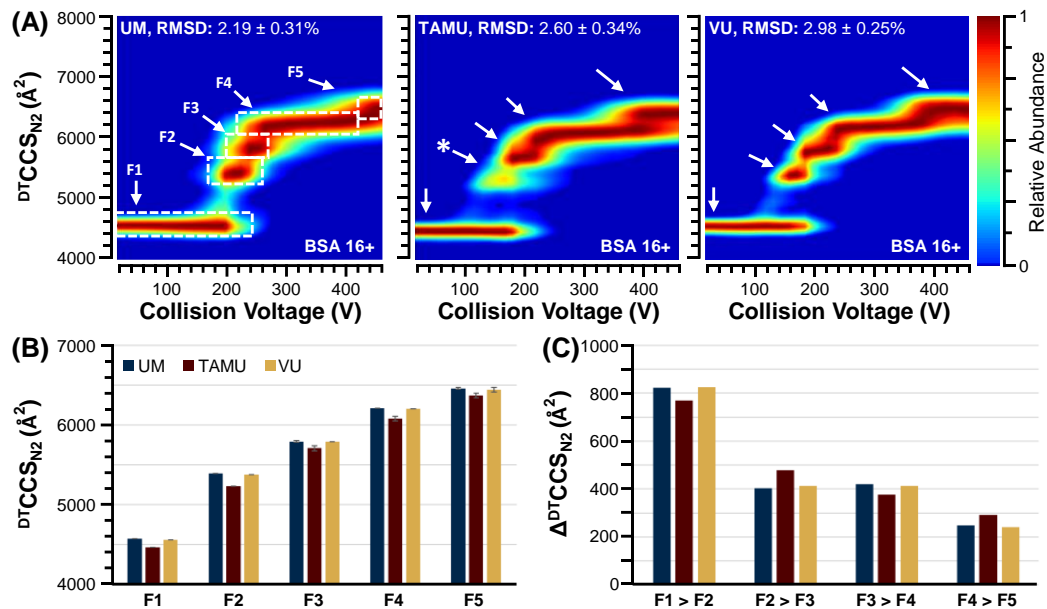 (A)
UM, RMSD: 2.19 ± 0.31%
TAMU, RMSD: 2.60 ± 0.34%
VU, RMSD: 2.98 ± 0.25%
DTCCSN2 (Å2)
8000
7000
6000
5000
4000
F1
F2
F3
F4
F5
BSA 16+
*
BSA 16+
BSA 16+
100 200 300 400
100 200 300 400
100 200 300 400
Collision Voltage (V)
Collision Voltage (V)
Collision Voltage (V)
1
0
Relative Abundance
(B)
UM TAMU VU
DTCCSN2 (Å2)
7000
6000
5000
4000
F1 F2 F3 F4 F5
(C)
ΔDTCCSN2 (Å2)
1000
800
600
400
200
0
F1 > F2 F2 > F3 F3 > F4 F4 > F5